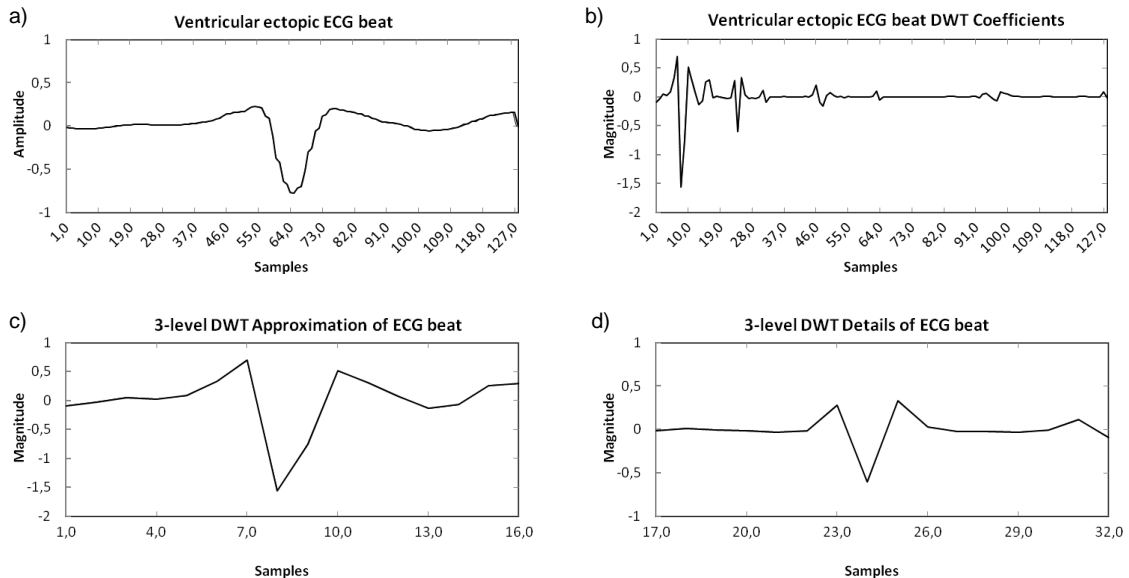 a)
Ventricular ectopic ECG beat
1
0,5
0
-0,5
-1
Amplitude
1,0 10,0 19,0 28,0 37,0 46,0 55,0 64,0 73,0 82,0 91,0 100,0 109,0 118,0 127,0
Samples
b)
Ventricular ectopic ECG beat DWT Coefficients
1
0,5
0
-0,5
-1
-1,5
-2
Magnitude
1,0 10,0 19,0 28,0 37,0 46,0 55,0 64,0 73,0 82,0 91,0 100,0 109,0 118,0 127,0
Samples
c)
3-level DWT Approximation of ECG beat
1
0,5
0
-0,5
-1
-1,5
-2
Magnitude
1,0 4,0 7,0 10,0 13,0 16,0
Samples
d)
3-level DWT Details of ECG beat
1
0,5
0
-0,5
-1
Magnitude
17,0 20,0 23,0 26,0 29,0 32,0
Samples